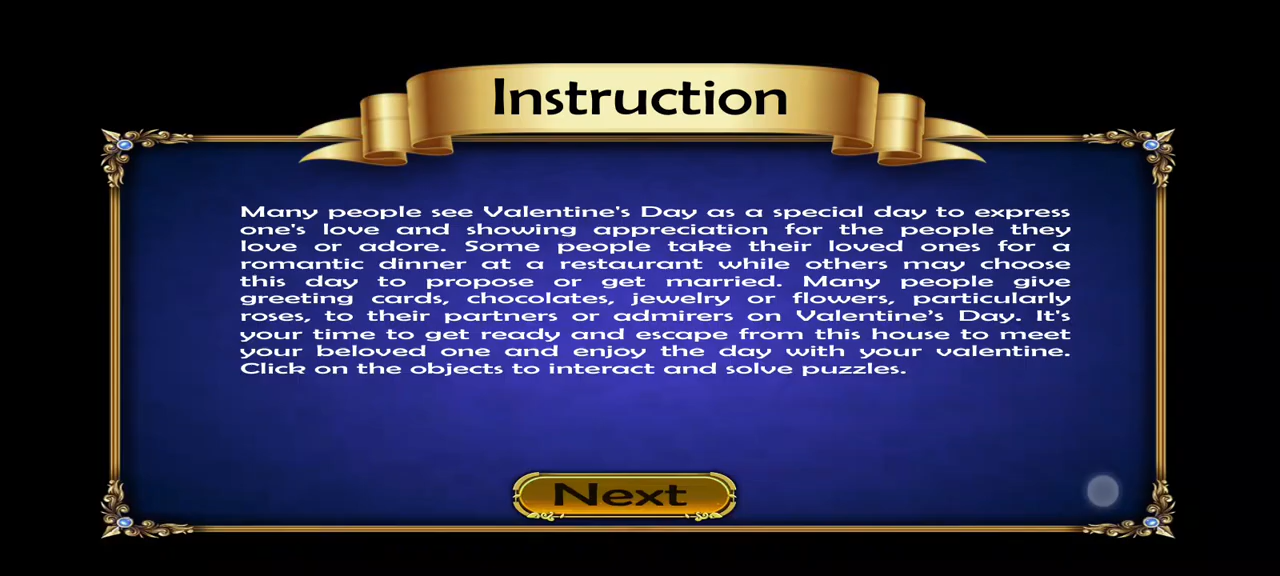 Instruction
Many people see Valentine's Day as a special day to express
one's love and showing appreciation for the people they
love or adore. Some people take their loved ones for a
romantic dinner at a restaurant while others may choose
this day to propose or get married. Many people give
greeting cards, chocolates, jewelry or flowers, particularly
roses, to their partners or admirers on Valentine’s Day. It's
your time to get ready and escape from this house to meet
your beloved one and enjoy the day with your valentine.
Click on the objects to interact and solve puzzles.
Next